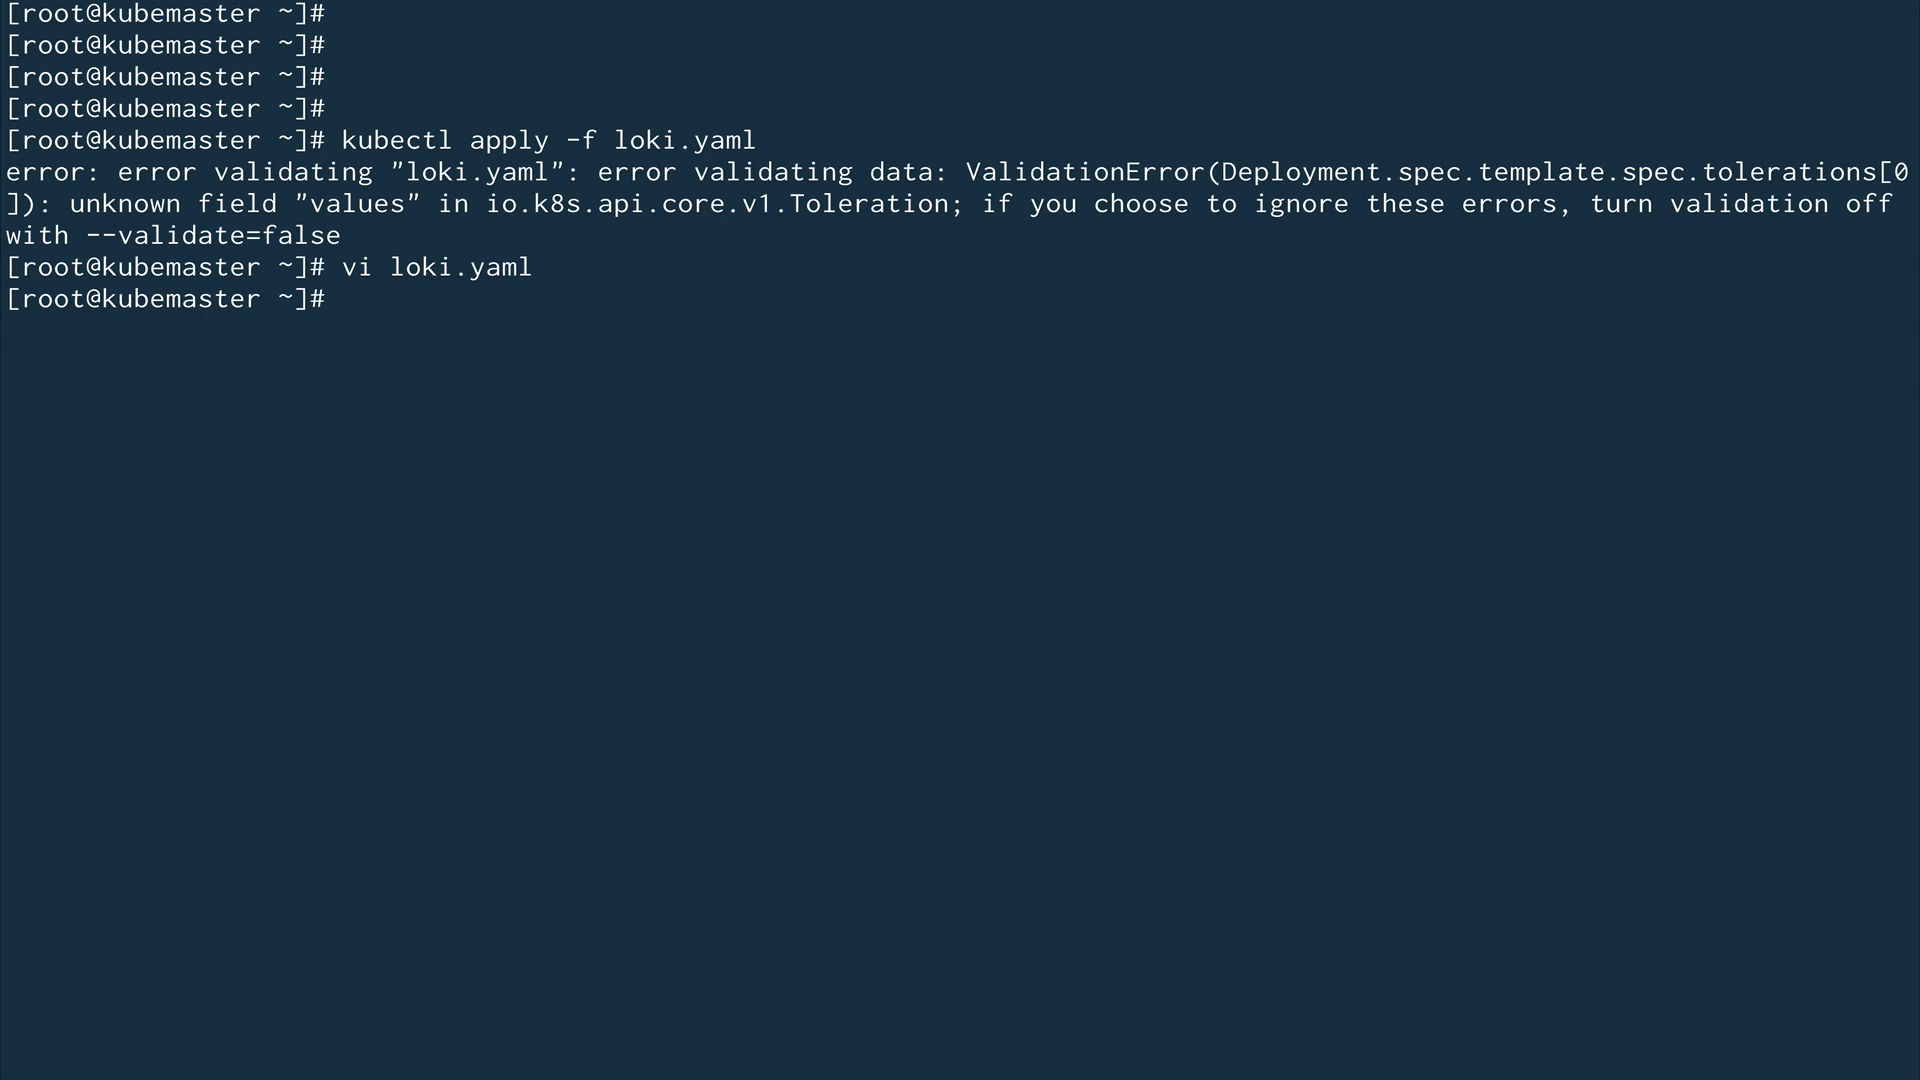 [root@kubemaster ~]#
[root@kubemaster ~]#
[root@kubemaster ~]#
[root@kubemaster ~]#
[root@kubemaster ~]# kubectl apply -f loki.yaml
error: error validating "loki.yaml": error validating data: ValidationError(Deployment.spec.template.spec.tolerations[0
]): unknown field "values" in io.k8s.api.core.v1.Toleration; if you choose to ignore these errors, turn validation off
with --validate=false
[root@kubemaster ~]# vi loki.yaml
[root@kubemaster ~]#